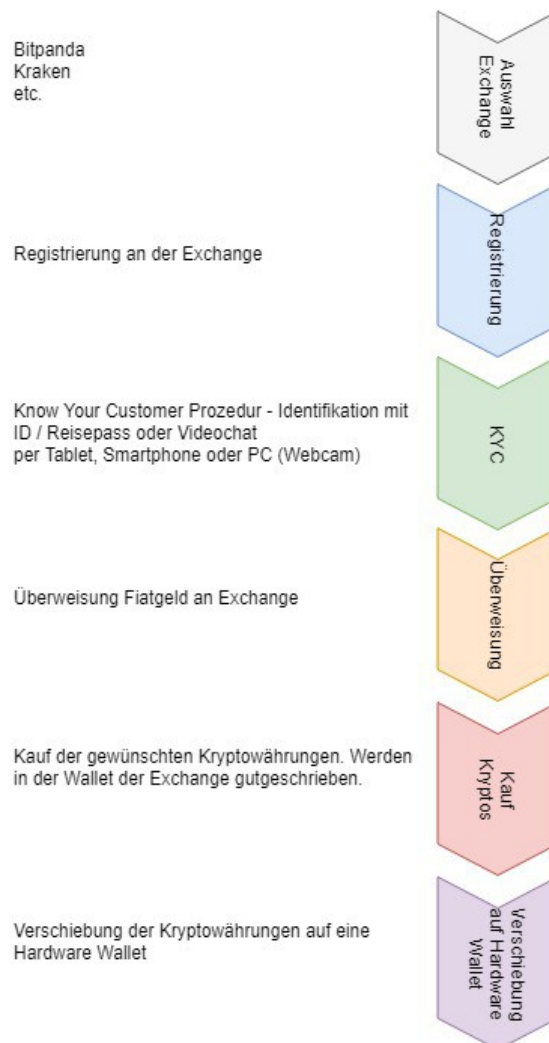 Bitpanda
Kraken
etc.
Auswahl
Exchange
Registrierung an der Exchange
Registrierung
Know Your Customer Prozedur - Identifikation mit
ID / Reisepass oder Videochat
per Tablet, Smartphone oder PC (Webcam)
KYC
Überweisung Fiatgeld an Exchange
Überweisung
Kauf der gewünschten Kryptowährungen. Werden
in der Wallet der Exchange gutgeschrieben.
Kauf
Kryptos
Verschiebung der Kryptowährungen auf eine
Hardware Wallet
Verschiebung
auf Hardware
Wallet